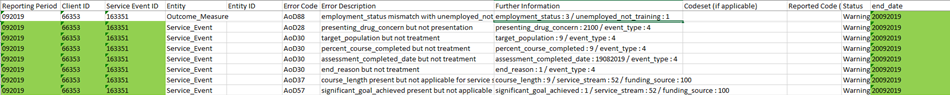 Reporting Period Client ID Service Event ID Entity Entity ID Error Code Error Description Further Information Codeset (if applicable) Reported Code ( Status end_date
092019 66353 163351 Outcome_Measure AoD88 employment_status mismatch with unemployed_not employment_status : 3 / unemployed_not_training : 1 Warning 20092019
092019 66353 163351 Service_Event AoD28 presenting_drug_concern but no presentation presenting_drug_concern : 2100 / event_type : 4 Warning 20092019
092019 66353 163351 Service_Event AoD30 target_population but not treatment target_population : 9 / event_type : 4 Warning 20092019
092019 66353 163351 Service_Event AoD30 percent_course_completed but not treatment percent_course_completed : 9 / event_type : 4 Warning 20092019
092019 66353 163351 Service_Event AoD30 assessment_completed_date but not treatment assessment_completed_date : 19082019 / event_type : 4 Warning 20092019
092019 66353 163351 Service_Event AoD30 end_reason but not treatment end_reason : 1 / event_type : 4 Warning 20092019
092019 66353 163351 Service_Event AoD37 course_length present but not applicable for service s course_length : 9 / service_stream : 52 / funding_source : 100 Warning 20092019
092019 66353 163351 Service_Event AoD57 significant_goal_achieved present but not applicable significant_goal_achieved : 1 / service_stream : 52 / funding_source : 100 Warning 20092019